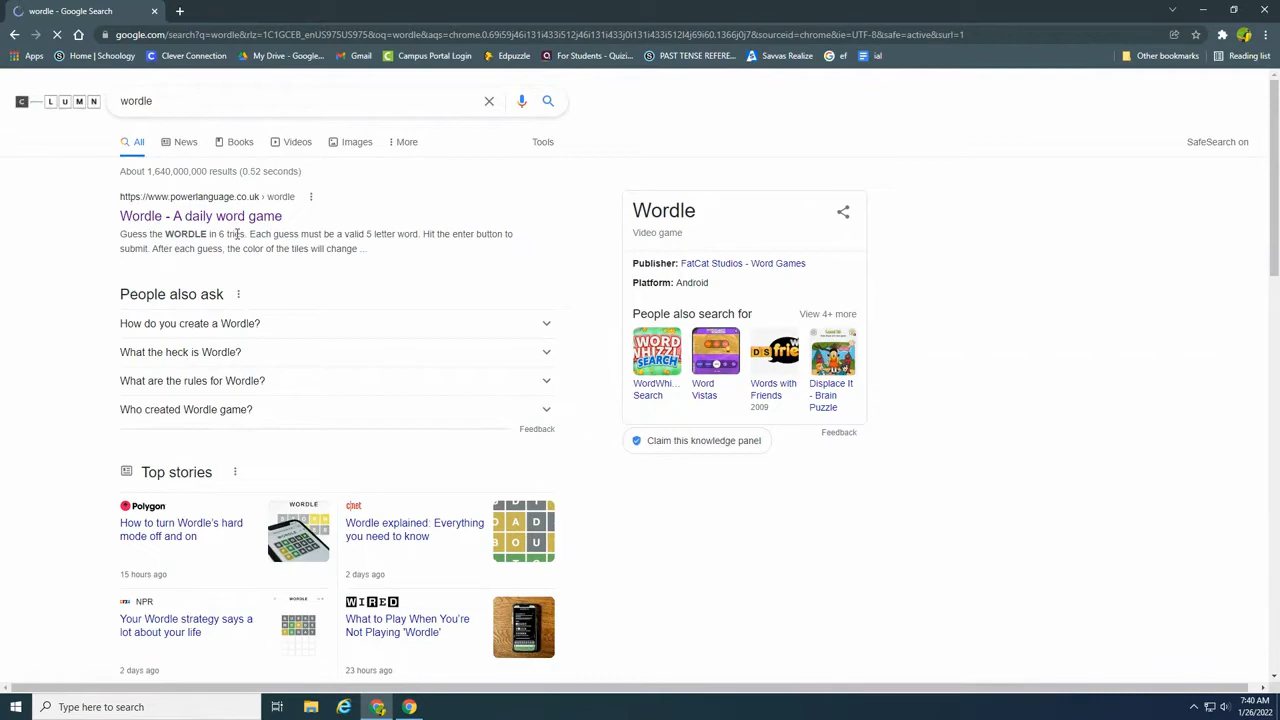 wordle - Google Search
google.com/search?q=wordle&rlz=1C1GCEB_enUS975US975&oq=wordle&aqs=chrome.0.69i59j46i131i433i512j46i131i433j0i131i433i512l4j69i60.1366j0j7&sourceid=chrome&ie=UTF-8&safe=active&surl=1
Apps Home | Schoology Clever Connection My Drive - Google... Gmail Campus Portal Login Edpuzzle For Students - Quizi... PAST TENSE REFERE... Savvas Realize ef ial Other bookmarks Reading list
C L U M N
wordle
All News Books Videos Images More Tools
SafeSearch on
About 1,640,000,000 results (0.52 seconds)
https://www.powerlanguage.co.uk › wordle
Wordle - A daily word game
Guess the WORDLE in 6 tries. Each guess must be a valid 5 letter word. Hit the enter button to
submit. After each guess, the color of the tiles will change ...
People also ask
How do you create a Wordle?
What the heck is Wordle?
What are the rules for Wordle?
Who created Wordle game?
Feedback
Wordle
Video game
Publisher: FatCat Studios - Word Games
Platform: Android
People also search for
View 4+ more
WORD
WHIZZ
SEARCH
WordWhi...
Search
Word
Vistas
D S frie
W
Words with
Friends
2009
Displace It
- Brain
Puzzle
Feedback
Claim this knowledge panel
Top stories
Polygon
How to turn Wordle's hard
mode off and on
15 hours ago
WORDLE
c|net
Wordle explained: Everything
you need to know
2 days ago
A D
O U
NPR
Your Wordle strategy says a
lot about your life
2 days ago
WORDLE
WIRED
What to Play When You're
Not Playing 'Wordle'
23 hours ago
Type here to search
7:40 AM
1/26/2022